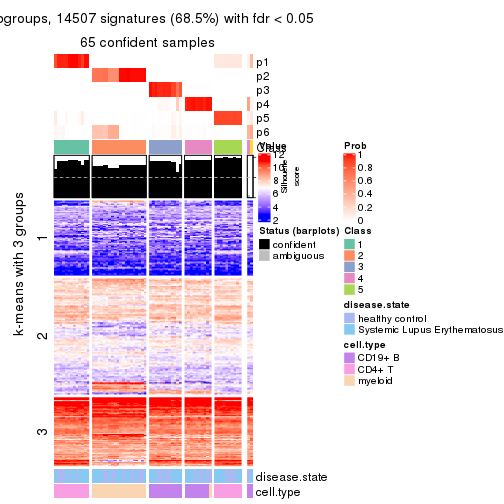 ogroups, 14507 signatures (68.5%) with fdr < 0.05
65 confident samples
p1
p2
p3
p4
p5
p6
Class
k-means with 3 groups
1
2
3
Value
12
10
8
6
4
2
Silhouette
score
Prob
1
0.8
0.6
0.4
0.2
0
Status (barplots)
confident
ambiguous
Class
1
2
3
4
5
disease.state
healthy control
Systemic Lupus Erythematosus
cell.type
CD19+ B
CD4+ T
myeloid
disease.state
cell.type